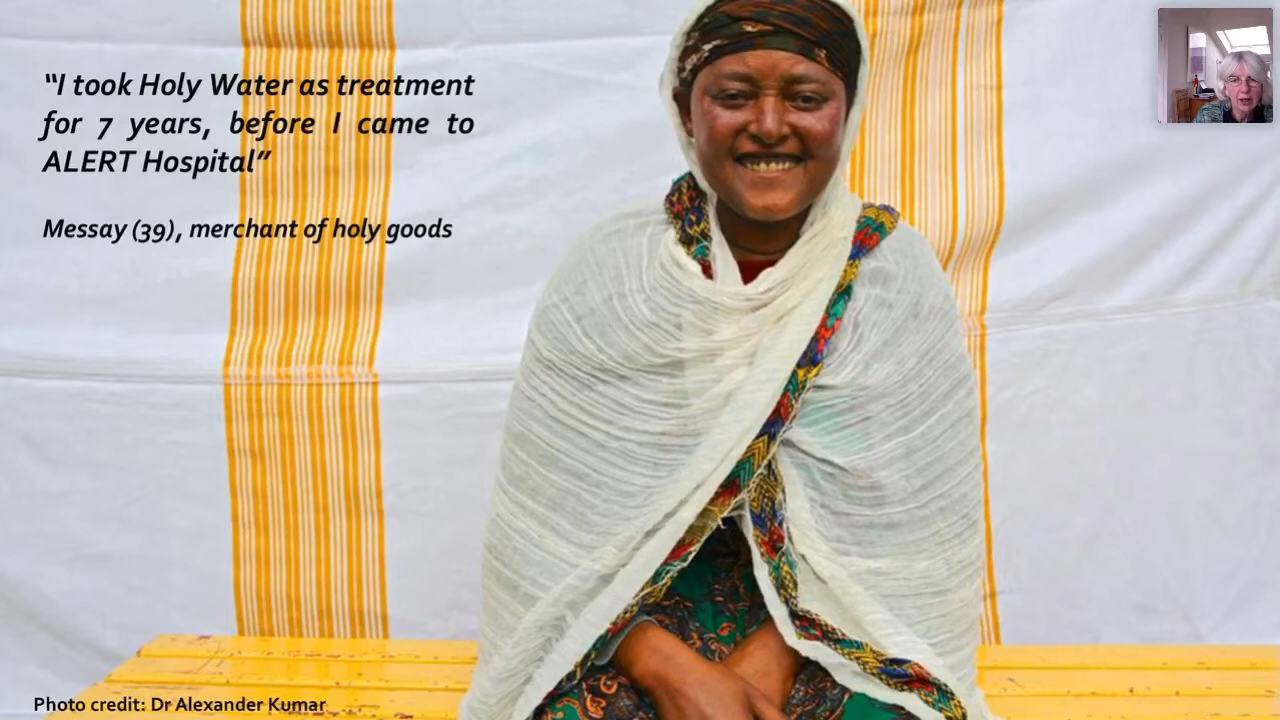 “I took Holy Water as treatment
for 7 years, before I came to
ALERT Hospital”
Messay (39), merchant of holy goods
Photo credit: Dr Alexander Kumar